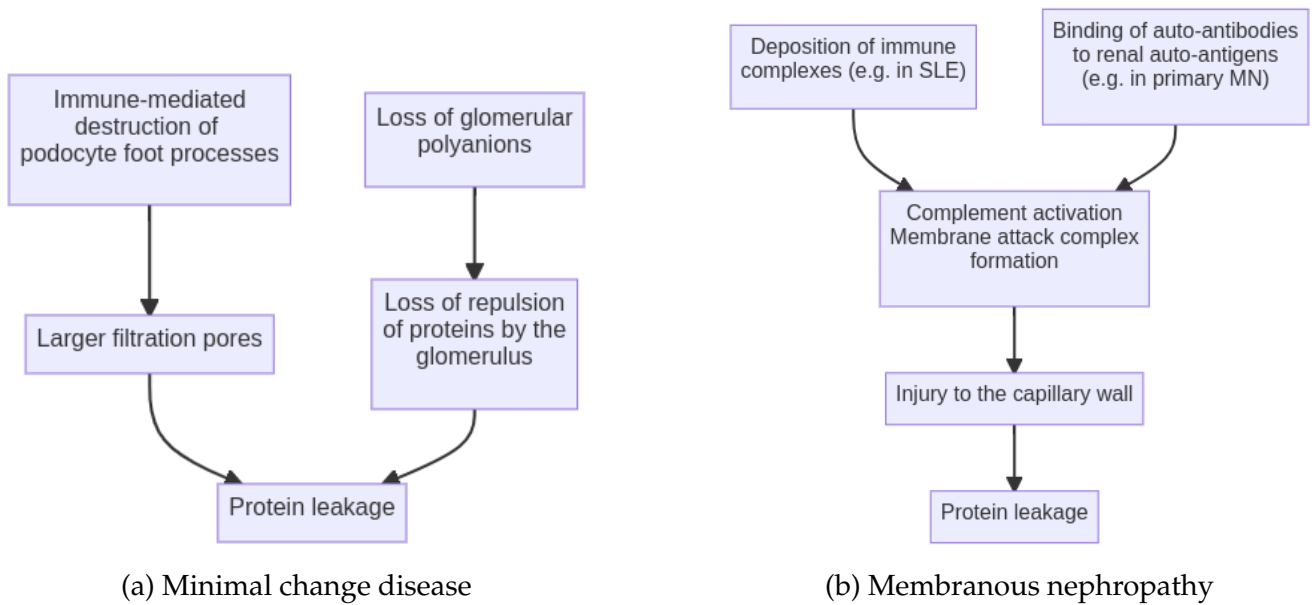 Immune-mediated
destruction of
podocyte foot processes
Loss of glomerular
polyanions
Larger filtration pores
Loss of repulsion
of proteins by the
glomerulus
Protein leakage
(a) Minimal change disease
Deposition of immune
complexes (e.g. in SLE)
Binding of auto-antibodies
to renal auto-antigens
(e.g. in primary MN)
Complement activation
Membrane attack complex
formation
Injury to the capillary wall
Protein leakage
(b) Membranous nephropathy